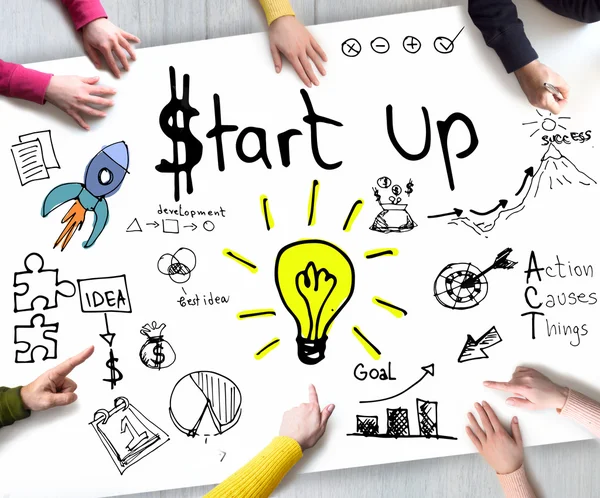 $tart Up
SUCCESS
development
best idea
IDEA
$
$
Action
Causes
Things
GOAL
1